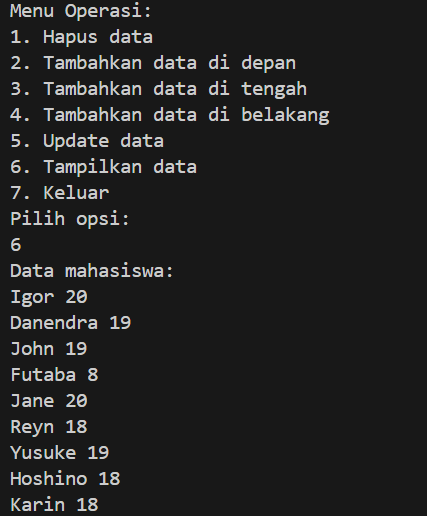 Menu Operasi:
1. Hapus data
2. Tambahkan data di depan
3. Tambahkan data di tengah
4. Tambahkan data di belakang
5. Update data
6. Tampilkan data
7. Keluar
Pilih opsi:
6
Data mahasiswa:
Igor 20
Danendra 19
John 19
Futaba 8
Jane 20
Reyn 18
Yusuke 19
Hoshino 18
Karin 18